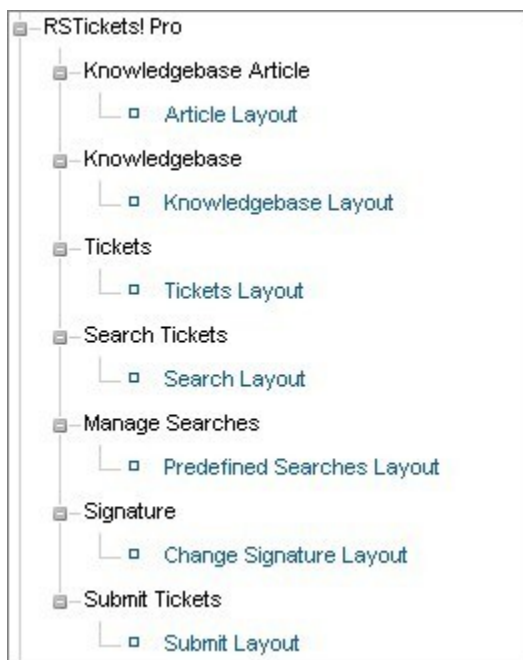 RSTickets! Pro
Knowledgebase Article
Article Layout
Knowledgebase
Knowledgebase Layout
Tickets
Tickets Layout
Search Tickets
Search Layout
Manage Searches
Predefined Searches Layout
Signature
Change Signature Layout
Submit Tickets
Submit Layout